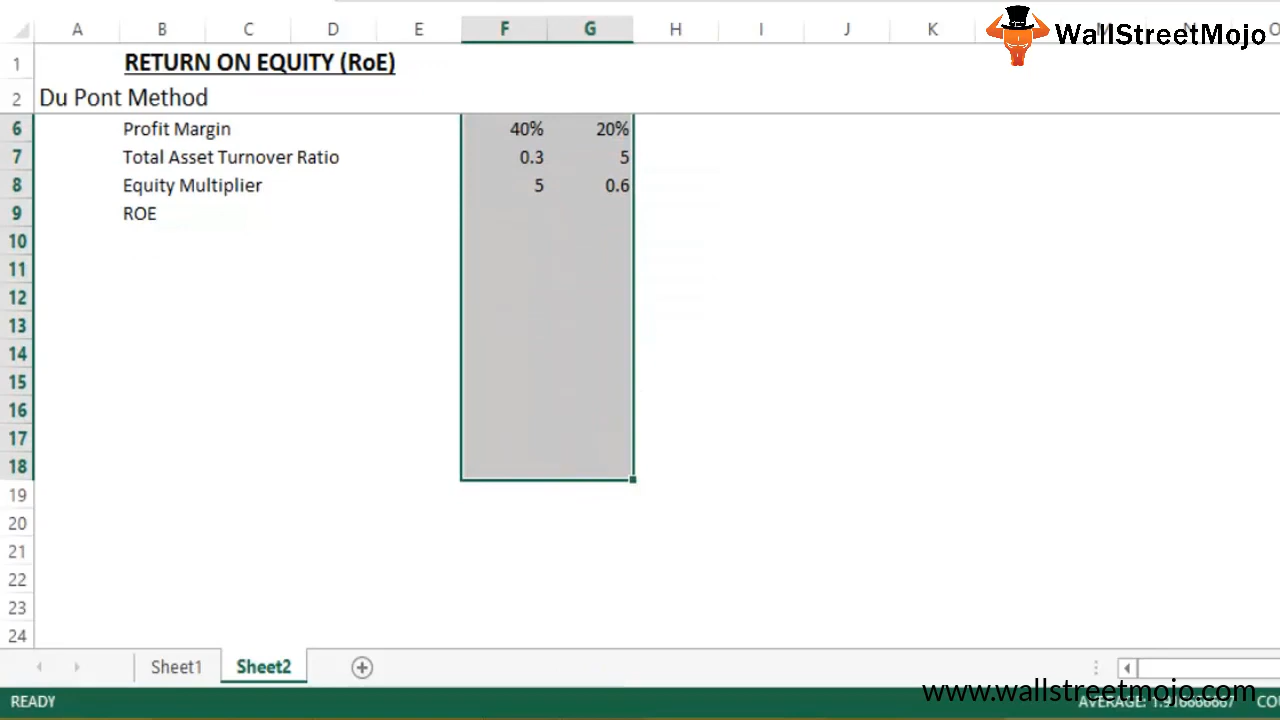 A B C D E F G H I J K
WallStreetMojo
1 RETURN ON EQUITY (RoE)
2 Du Pont Method
6 Profit Margin 40% 20%
7 Total Asset Turnover Ratio 0.3 5
8 Equity Multiplier 5 0.6
9 ROE
10
11
12
13
14
15
16
17
18
19
20
21
22
23
24
Sheet1 Sheet2
READY AVERAGE: 1.916666667
www.wallstreetmojo.com